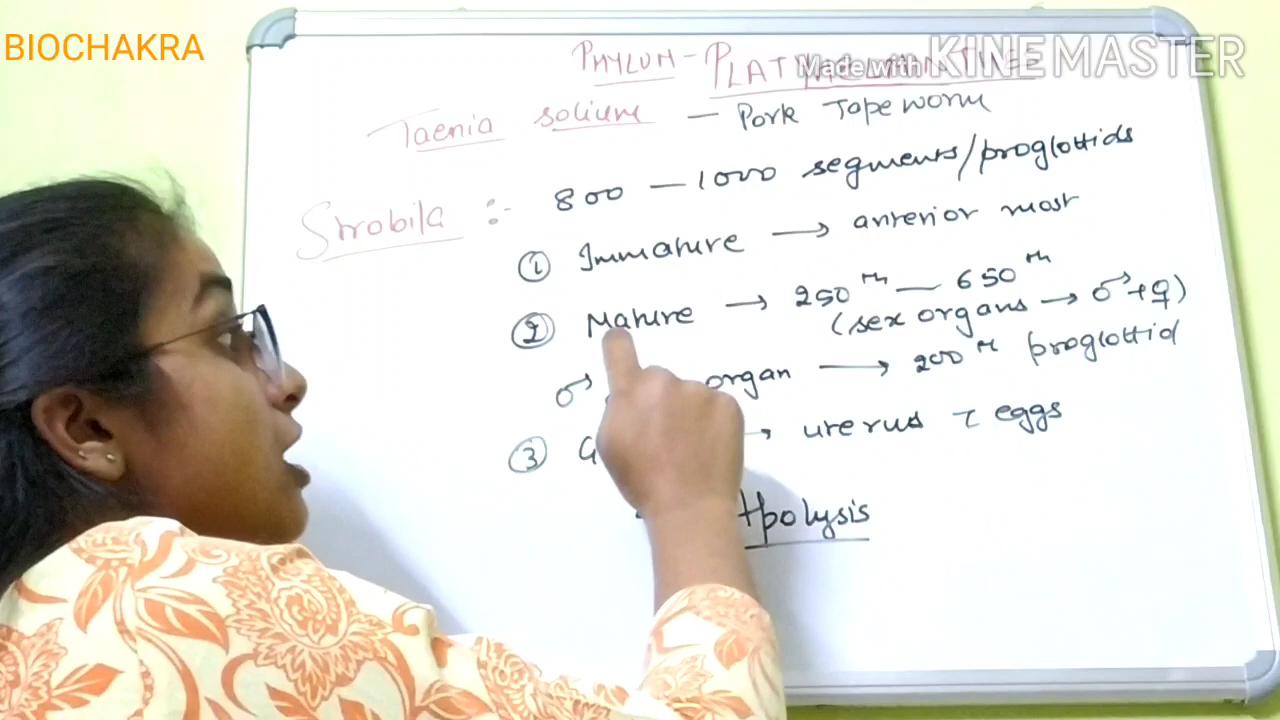 BIOCHAKRA
PHYLUM -
Made with KINEMASTER
Taenia solium — Pork Tapeworm
Strobila :- 800 — 1000 segments/proglottids
① Immature → anterior most
② Mature → 250th — 650th
(sex organs → ♂+♀)
♂ organ → 200th proglottid
③ → uterus c̄ eggs